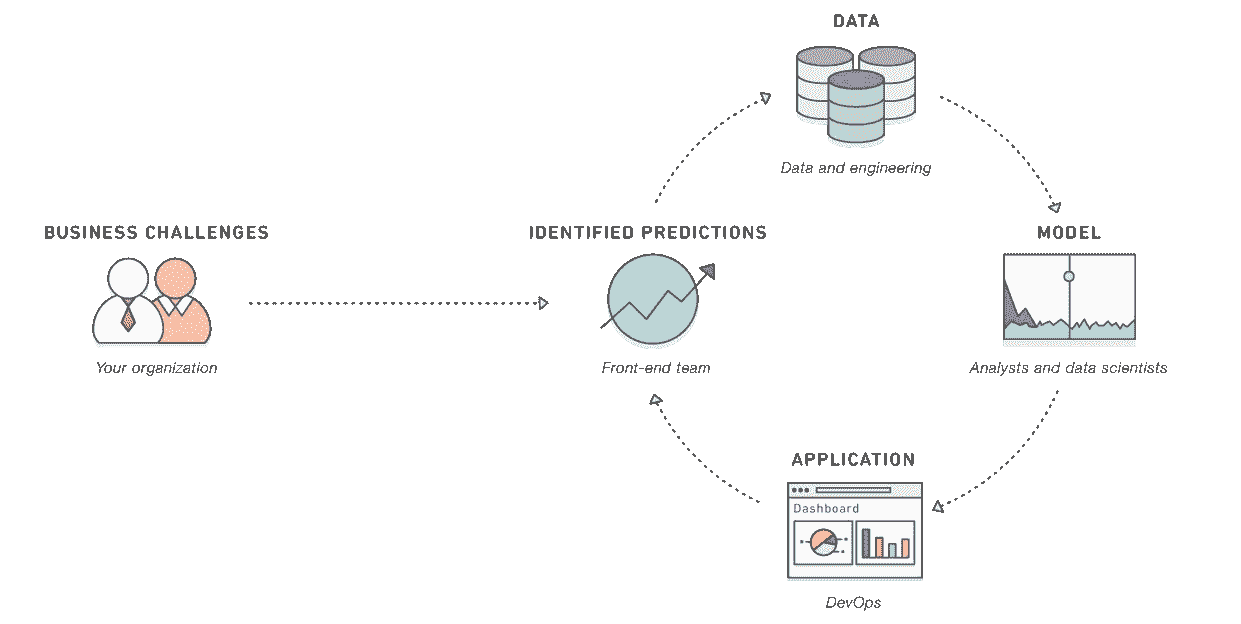 DATA
Data and engineering
BUSINESS CHALLENGES
Your organization
IDENTIFIED PREDICTIONS
Front-end team
MODEL
Analysts and data scientists
APPLICATION
Dashboard
DevOps